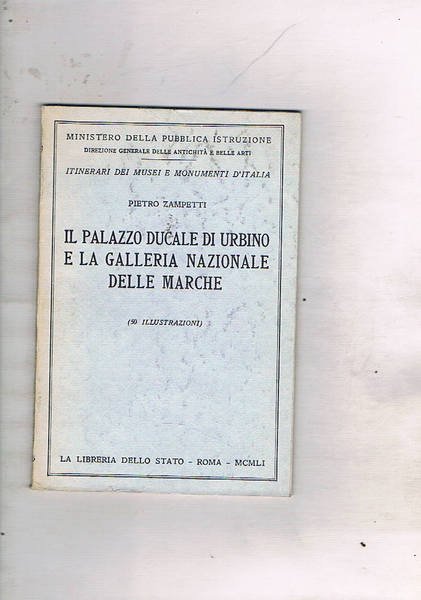 MINISTERO DELLA PUBBLICA ISTRUZIONE
DIREZIONE GENERALE DELLE ANTICHITÀ E BELLE ARTI
ITINERARI DEI MUSEI E MONUMENTI D'ITALIA
PIETRO ZAMPETTI
IL PALAZZO DUCALE DI URBINO
E LA GALLERIA NAZIONALE
DELLE MARCHE
(50 ILLUSTRAZIONI)
LA LIBRERIA DELLO STATO - ROMA - MCMLI